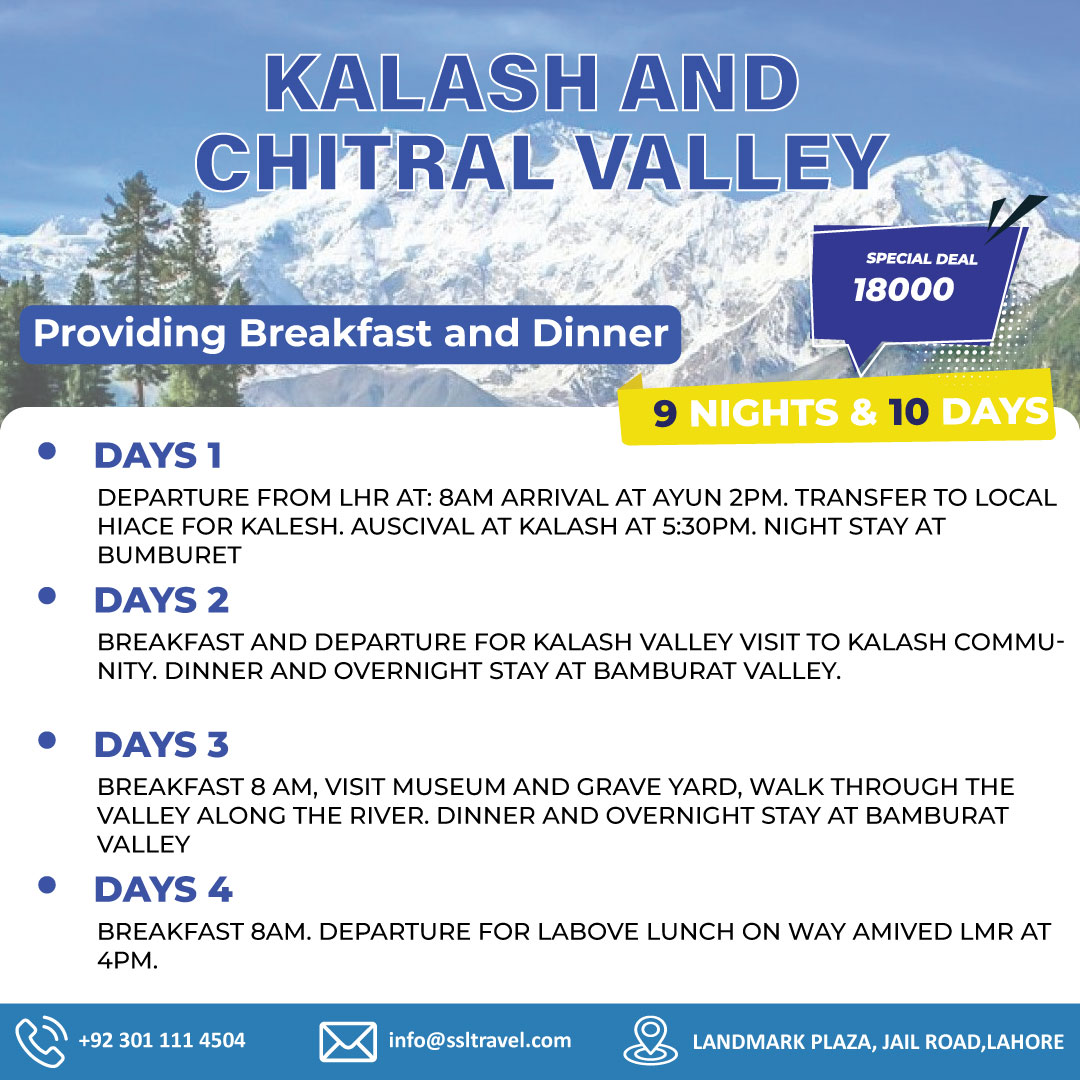 KALASH AND
CHITRAL VALLEY
SPECIAL DEAL
18000
Providing Breakfast and Dinner
9 NIGHTS & 10 DAYS
DAYS 1
DEPARTURE FROM LHR AT: 8AM ARRIVAL AT AYUN 2PM. TRANSFER TO LOCAL
HIACE FOR KALESH. AUSCIVAL AT KALASH AT 5:30PM. NIGHT STAY AT
BUMBURET
DAYS 2
BREAKFAST AND DEPARTURE FOR KALASH VALLEY VISIT TO KALASH COMMU-
NITY. DINNER AND OVERNIGHT STAY AT BAMBURAT VALLEY.
DAYS 3
BREAKFAST 8 AM, VISIT MUSEUM AND GRAVE YARD, WALK THROUGH THE
VALLEY ALONG THE RIVER. DINNER AND OVERNIGHT STAY AT BAMBURAT
VALLEY
DAYS 4
BREAKFAST 8AM. DEPARTURE FOR LABOVE LUNCH ON WAY AMIVED LMR AT
4PM.
+92 301 111 4504
info@ssltravel.com
LANDMARK PLAZA, JAIL ROAD,LAHORE